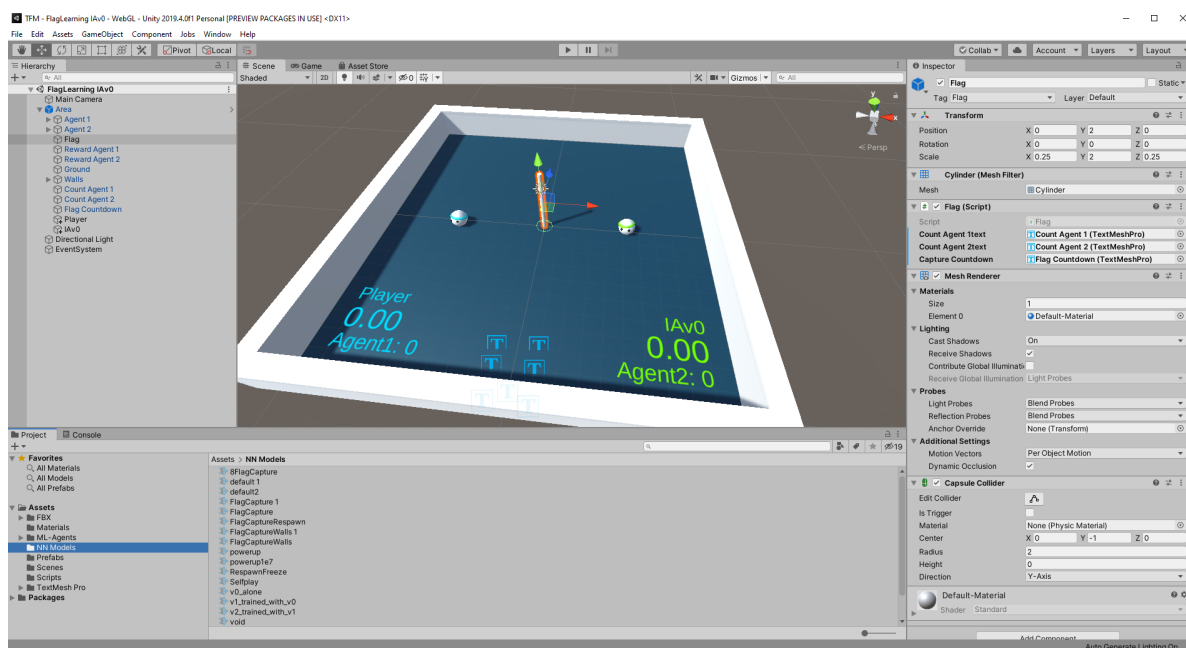 TFM - FlagLearning IAv0 - WebGL - Unity 2019.4.0f1 Personal [PREVIEW PACKAGES IN USE] <DX11>
File Edit Assets GameObject Component Jobs Window Help
Pivot Local Collab Account Layers Layout
Hierarchy
All
FlagLearning IAv0
Main Camera
Area
Agent 1
Agent 2
Flag
Reward Agent 1
Reward Agent 2
Ground
Walls
Count Agent 1
Count Agent 2
Flag Countdown
Player
IAv0
Directional Light
EventSystem
Scene Game Asset Store
Shaded 2D 0 Gizmos All
y
x
Persp
Player
0.00
Agent1: 0
IAv0
0.00
Agent2: 0
T T
T T
T
T T
Project Console
19
Favorites
All Materials
All Models
All Prefabs
Assets
FBX
Materials
ML-Agents
NN Models
Prefabs
Scenes
Scripts
TextMesh Pro
Packages
Assets > NN Models
8FlagCapture
default 1
default2
FlagCapture 1
FlagCapture
FlagCaptureRespawn
FlagCaptureWalls 1
FlagCaptureWalls
powerup
powerup1e7
RespawnFreeze
Selfplay
v0_alone
v1_trained_with_v0
v2_trained_with_v1
void
Inspector
Flag Static
Tag Flag Layer Default
Transform
Position X 0 Y 2 Z 0
Rotation X 0 Y 0 Z 0
Scale X 0.25 Y 2 Z 0.25
Cylinder (Mesh Filter)
Mesh Cylinder
Flag (Script)
Script Flag
Count Agent 1text Count Agent 1 (TextMeshPro)
Count Agent 2text Count Agent 2 (TextMeshPro)
Capture Countdown Flag Countdown (TextMeshPro)
Mesh Renderer
Materials
Size 1
Element 0 Default-Material
Lighting
Cast Shadows On
Receive Shadows
Contribute Global Illuminati
Receive Global Illumination Light Probes
Probes
Light Probes Blend Probes
Reflection Probes Blend Probes
Anchor Override None (Transform)
Additional Settings
Motion Vectors Per Object Motion
Dynamic Occlusion
Capsule Collider
Edit Collider
Is Trigger
Material None (Physic Material)
Center X 0 Y -1 Z 0
Radius 2
Height 0
Direction Y-Axis
Default-Material
Shader Standard
Add Component
Auto Generate Lighting On